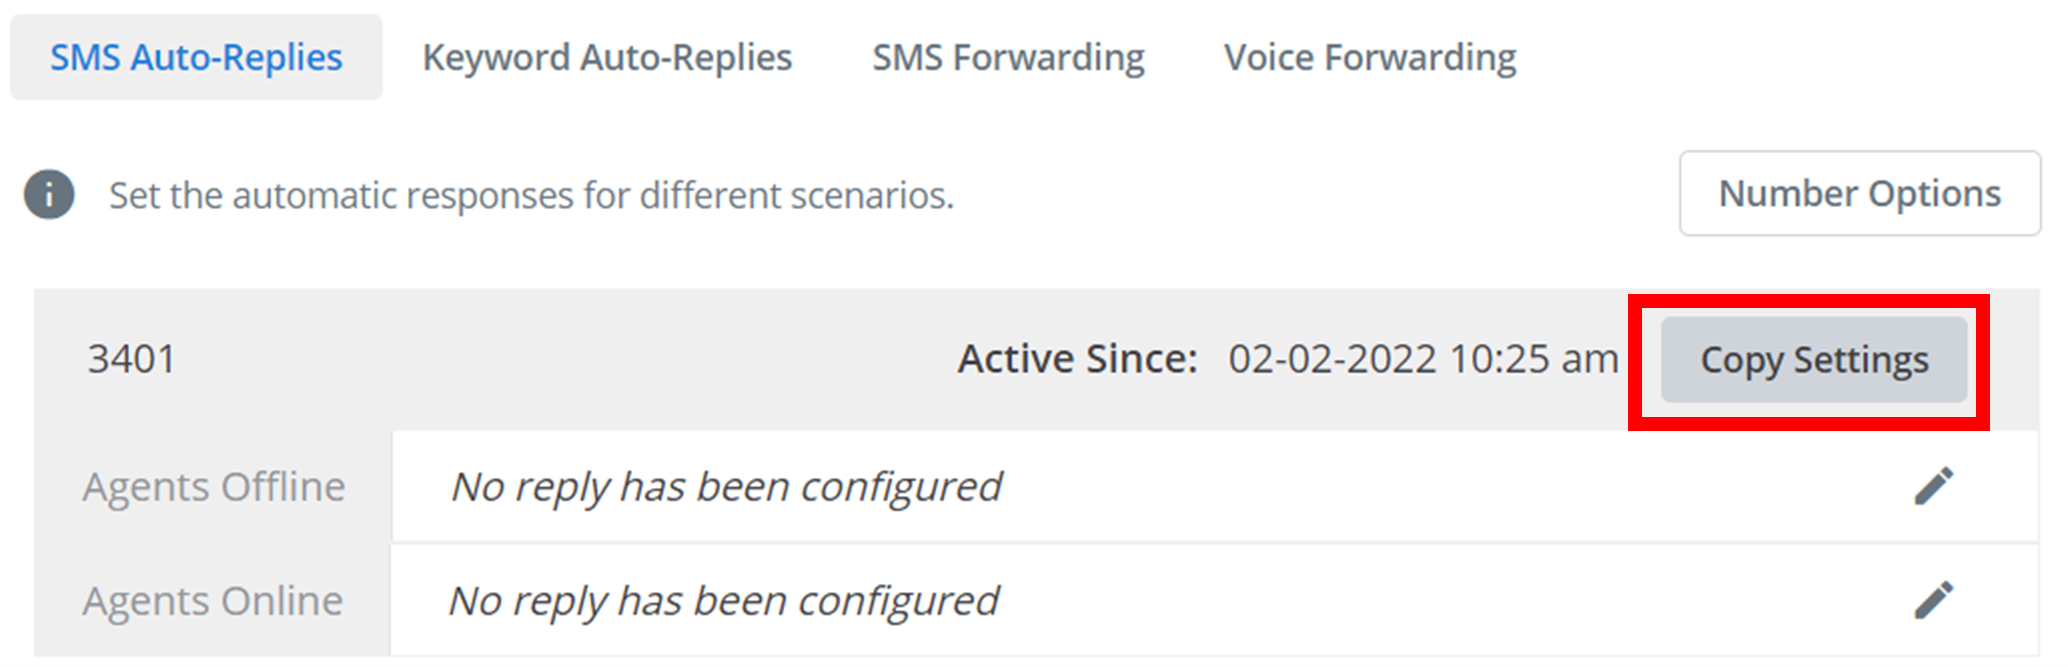 SMS Auto-Replies Keyword Auto-Replies SMS Forwarding Voice Forwarding
Set the automatic responses for different scenarios. Number Options
3401 Active Since: 02-02-2022 10:25 am Copy Settings
Agents Offline No reply has been configured
Agents Online No reply has been configured